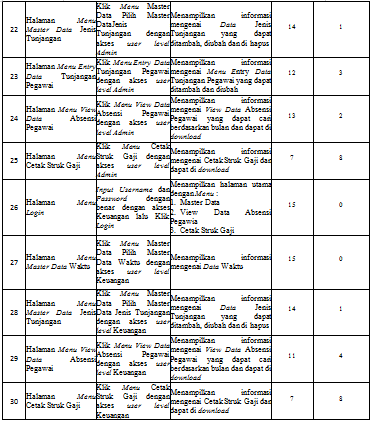 22
Halaman Menu
Master Data Jenis
Tunjangan
Klik Menu Master
Data Pilih Master
DataJenis
Tunjangan dengan
akses user level
Admin
Menampilkan informasi
mengenai Data Jenis
Tunjangan yang dapat
ditambah, diubah dan di hapus
14
1
23
Halaman Menu Entry
Data Tunjangan
Pegawai
Klik Menu Entry Data
Tunjangan Pegawai
dengan akses user
level Admin
Menampilkan informasi
mengenai Menu Entry Data
Tunjangan Pegawai yang dapat
ditambah dan diubah
12
3
24
Halaman Menu View
Data Absensi
Pegawai
Klik Menu View Data
Absensi Pegawai
dengan akses user
level Admin
Menampilkan informasi
mengenai View Data Absensi
Pegawai yang dapat cari
berdasarkan bulan dan dapat di
download
13
2
25
Halaman Menu
Cetak Struk Gaji
Klik Menu Cetak
Struk Gaji dengan
akses user level
Admin
Menampilkan informasi
mengenai Cetak Struk Gaji dan
dapat di download
7
8
26
Halaman Menu
Login
Input Username dan
Password dengan
benar dengan akses
Keuangan lalu Klik
Login
Menampilkan halaman utama
dengan Menu :
1. Master Data
2. View Data Absensi
Pegawia
3. Cetak Struk Gaji
15
0
27
Halaman Menu
Master Data Waktu
Klik Menu Master
Data Pilih Master
Data Waktu dengan
akses user level
Keuangan
Menampilkan informasi
mengenai Data Waktu
15
0
28
Halaman Menu
Master Data Jenis
Tunjangan
Klik Menu Master
Data Pilih Master
Data Jenis Tunjangan
dengan akses user
level Keuangan
Menampilkan informasi
mengenai Data Jenis
Tunjangan yang dapat
ditambah, diubah dan di hapus
14
1
29
Halaman Menu View
Data Absensi
Pegawai
Klik Menu View Data
Absensi Pegawai
dengan akses user
level Keuangan
Menampilkan informasi
mengenai View Data Absensi
Pegawai yang dapat cari
berdasarkan bulan dan dapat di
download
11
4
30
Halaman Menu
Cetak Struk Gaji
Klik Menu Cetak
Struk Gaji dengan
akses user level
Keuangan
Menampilkan informasi
mengenai Cetak Struk Gaji dan
dapat di download
7
8